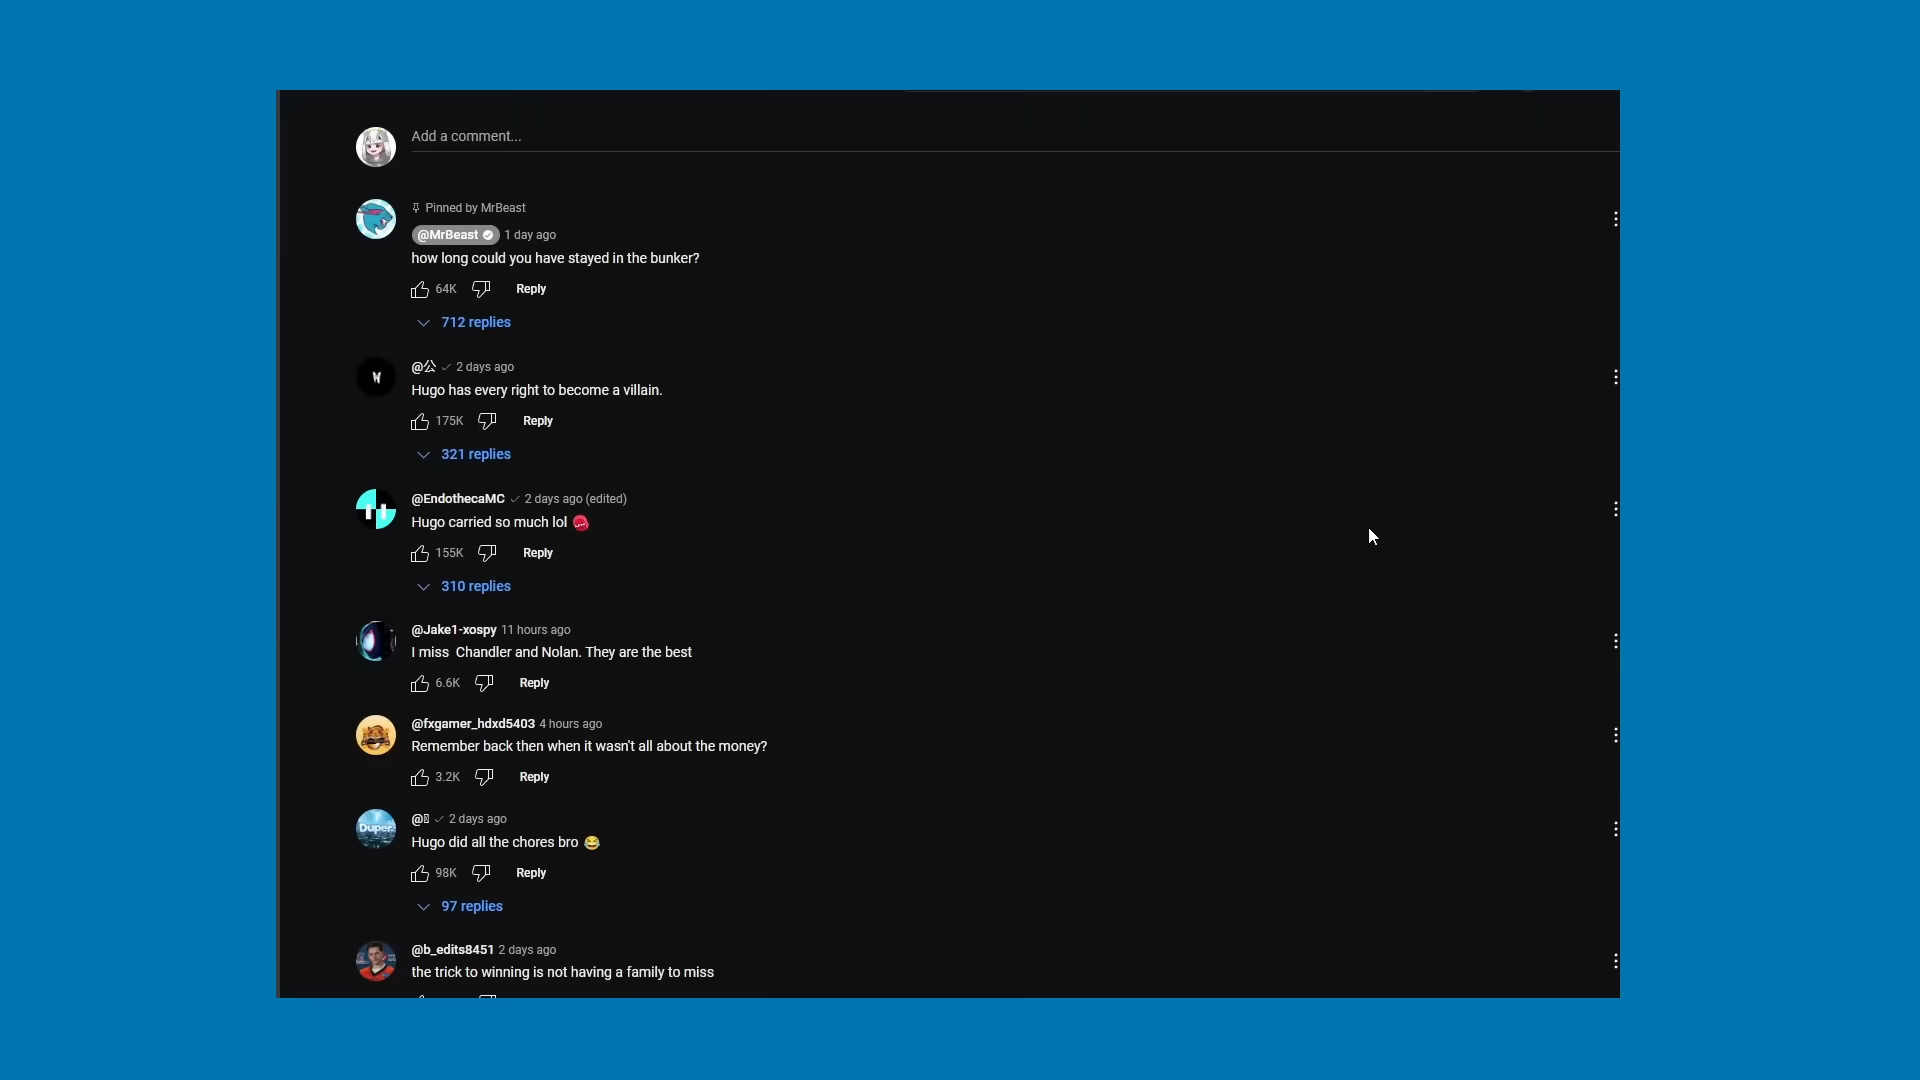 Add a comment...
Pinned by MrBeast
@MrBeast 1 day ago
how long could you have stayed in the bunker?
64K Reply
712 replies
W
@公 2 days ago
Hugo has every right to become a villain.
175K Reply
321 replies
@EndothecaMC 2 days ago (edited)
Hugo carried so much lol
155K Reply
310 replies
@Jake1-xospy 11 hours ago
I miss  Chandler and Nolan. They are the best
6.6K Reply
@fxgamer_hdxd5403 4 hours ago
Remember back then when it wasn't all about the money?
3.2K Reply
Duper
@ 2 days ago
Hugo did all the chores bro 😂
98K Reply
97 replies
@b_edits8451 2 days ago
the trick to winning is not having a family to miss